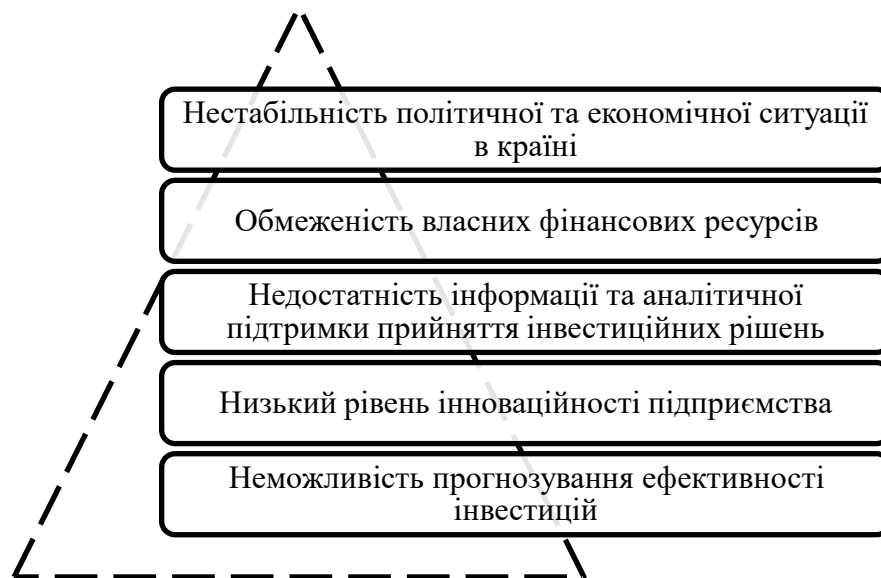 Нестабільність політичної та економічної ситуації
в країні
Обмеженість власних фінансових ресурсів
Недостатність інформації та аналітичної
підтримки прийняття інвестиційних рішень
Низький рівень інноваційності підприємства
Неможливість прогнозування ефективності
інвестицій